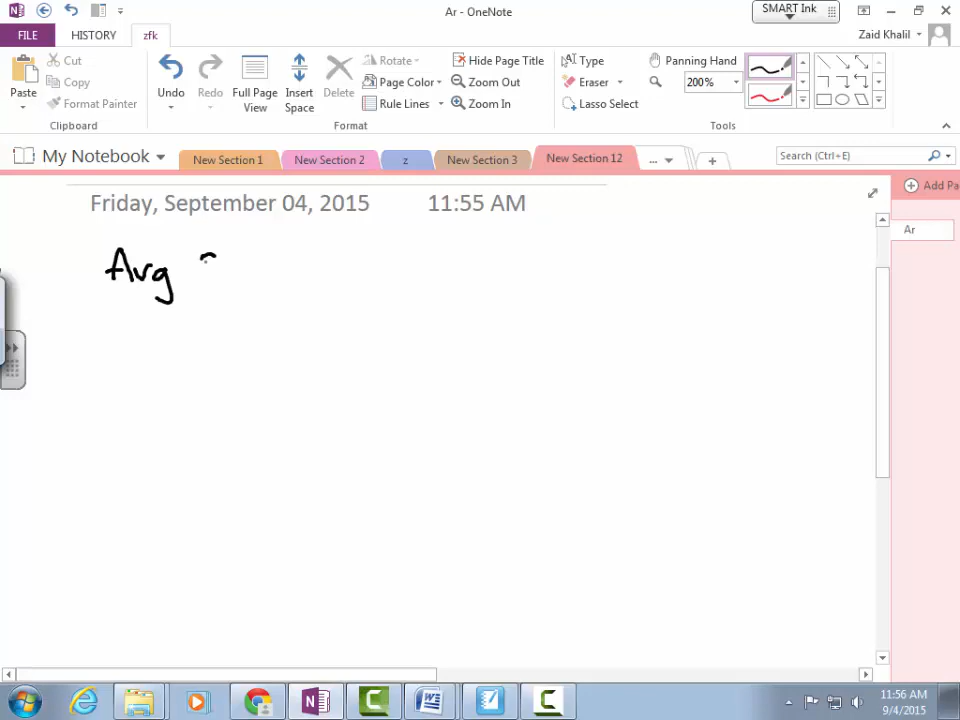 Ar - OneNote
SMART Ink
FILE
HISTORY
zfk
Zaid Khalil
Paste
Cut
Copy
Format Painter
Clipboard
Undo
Redo
Full Page View
Insert Space
Delete
Rotate
Page Color
Rule Lines
Format
Hide Page Title
Zoom Out
Zoom In
Type
Eraser
Lasso Select
Panning Hand
200%
Tools
My Notebook
New Section 1
New Section 2
z
New Section 3
New Section 12
...
Search (Ctrl+E)
Friday, September 04, 2015 11:55 AM
Add Pa
Ar
Avg
11:56 AM
9/4/2015